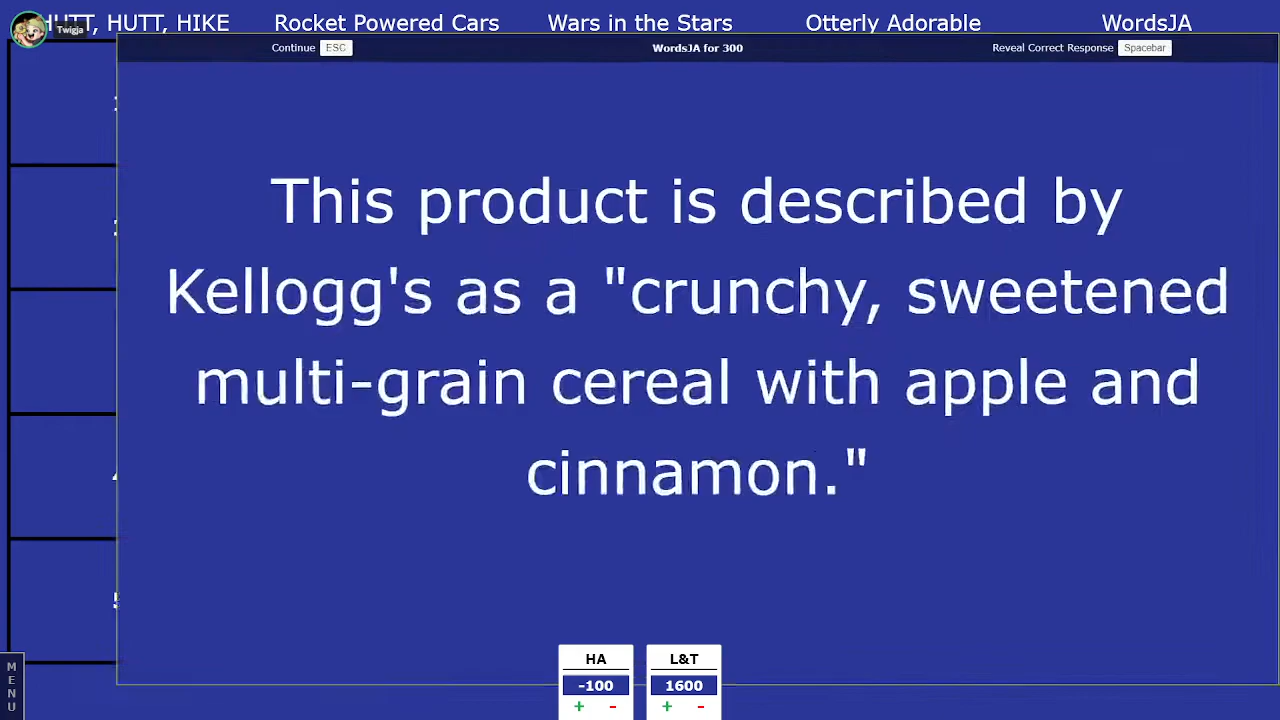 HUTT, HUTT, HIKE
Rocket Powered Cars
Wars in the Stars
Otterly Adorable
WordsJA
Twigja
Continue ESC
WordsJA for 300
Reveal Correct Response Spacebar
This product is described by
Kellogg's as a "crunchy, sweetened
multi-grain cereal with apple and
cinnamon."
MENU
HA
-100
+ -
L&T
1600
+ -